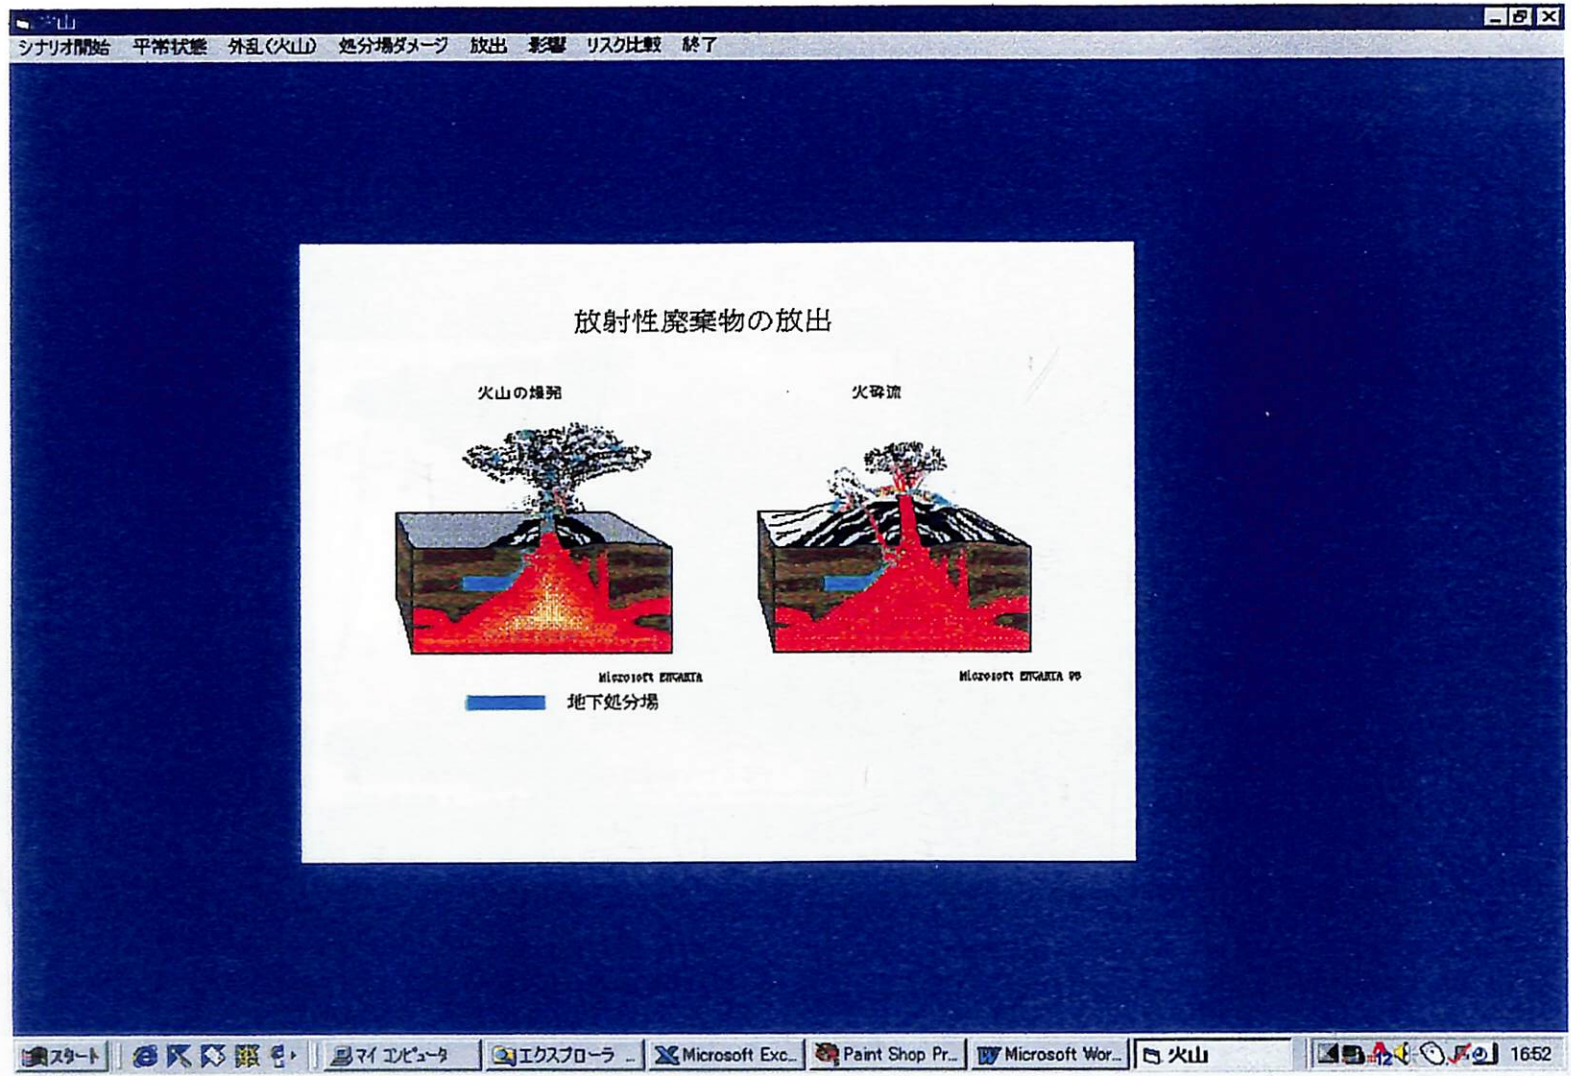 火山
シナリオ開始 平常状態 外乱(火山) 処分場ダメージ 放出 影響 リスク比較 終了
放射性廃棄物の放出
火山の爆発 火砕流
Microsoft ENCARTA Microsoft ENCARTA 98
地下処分場
スタート マイ コンピュータ エクスプローラ ... Microsoft Exc... Paint Shop Pr... Microsoft Wor... 火山 16:52